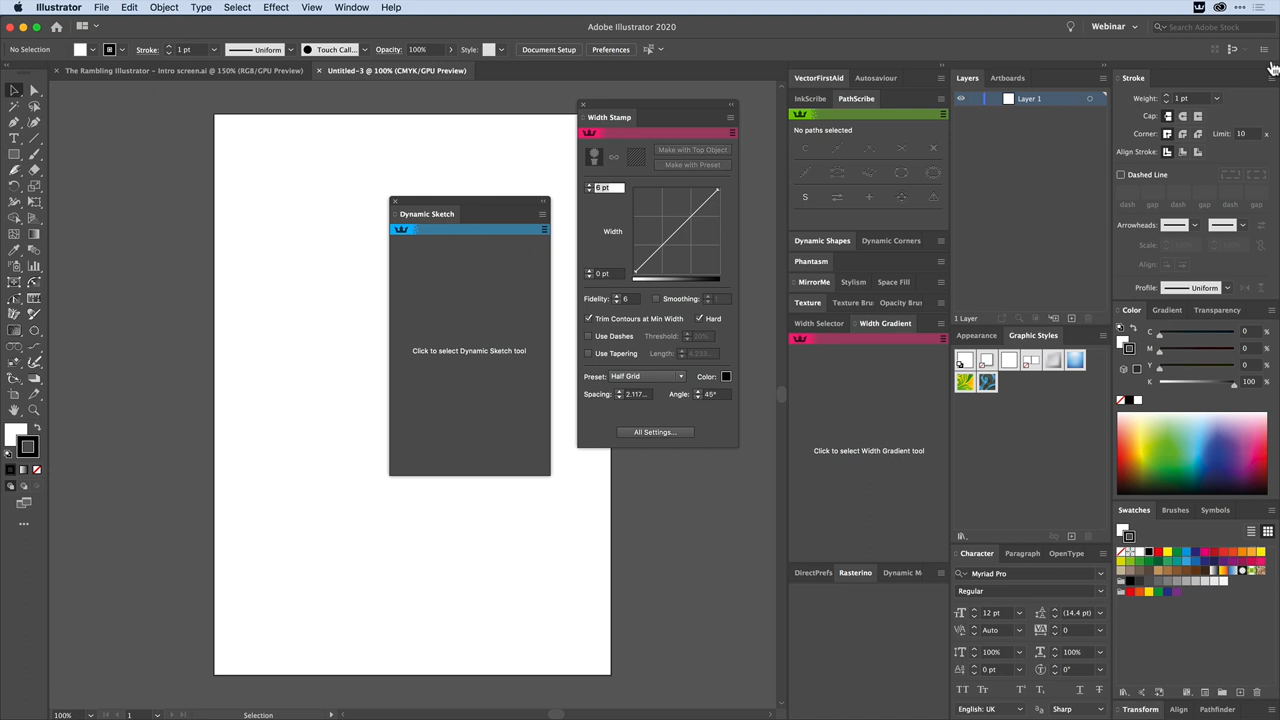 Illustrator File Edit Object Type Select Effect View Window Help
Adobe Illustrator 2020
Webinar
Search Adobe Stock
No Selection
Stroke: 1 pt
Uniform
Touch Call...
Opacity: 100%
Style:
Document Setup
Preferences
× The Rambling Illustrator - Intro screen.ai @ 150% (RGB/GPU Preview)
× Untitled-3 @ 100% (CMYK/GPU Preview)
Dynamic Sketch
Click to select Dynamic Sketch tool
Width Stamp
Make with Top Object
Make with Preset
6 pt
Width
0 pt
Fidelity: 6 Smoothing: 1
Trim Contours at Min Width Hard
Use Dashes Threshold: 20%
Use Tapering Length:
Preset: Half Grid Color:
Spacing: 2.117... Angle: 45°
All Settings...
VectorFirstAid Autosaviour
InkScribe PathScribe
No paths selected
S
Dynamic Shapes Dynamic Corners
Phantasm
MirrorMe Stylism Space Fill
Texture Texture Bru Opacity Brus
Width Selector Width Gradient
Click to select Width Gradient tool
DirectPrefs Rasterino Dynamic M
Layers Artboards
Layer 1
1 Layer
Appearance Graphic Styles
Character Paragraph OpenType
Myriad Pro
Regular
12 pt (14.4 pt)
Auto 0
100% 100%
0 pt 0°
English: UK Sharp
Stroke
Weight: 1 pt
Cap:
Corner: Limit: 10 x
Align Stroke:
Dashed Line
dash gap dash gap dash gap
Arrowheads:
Scale: 100% 100%
Align:
Profile: Uniform
Color Gradient Transparency
C 0 %
M 0 %
Y 0 %
K 100 %
Swatches Brushes Symbols
Transform Align Pathfinder
100% 1 Selection